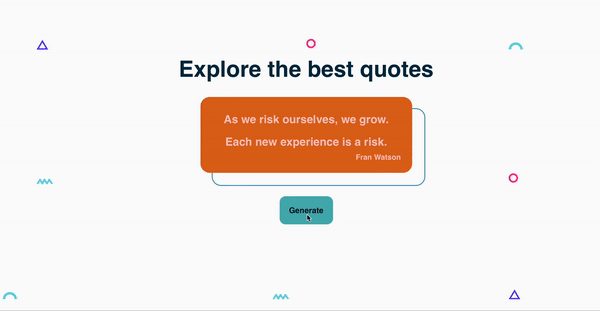 Explore the best quotes
As we risk ourselves, we grow.
Each new experience is a risk.
Fran Watson
Generate